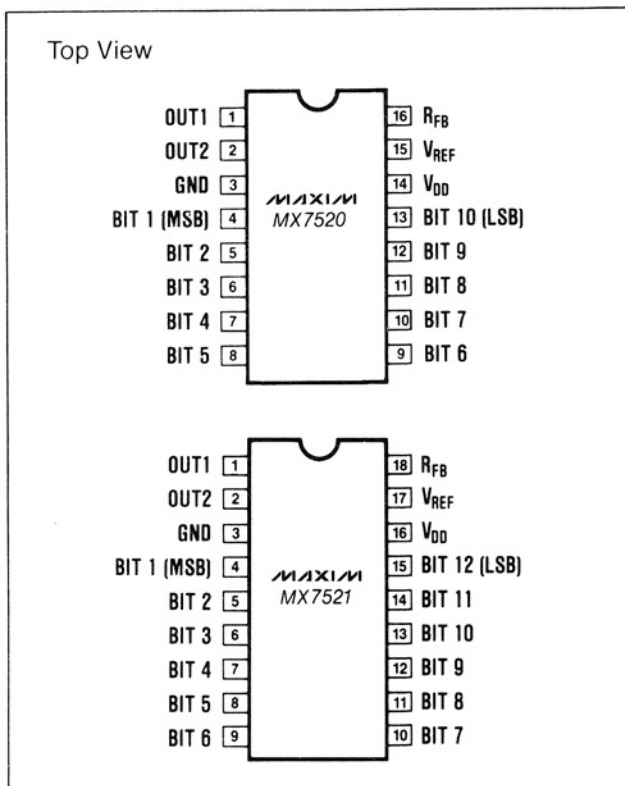 Top View
OUT1 1 16 RFB
OUT2 2 15 VREF
GND 3 14 VDD
MAXIM
BIT 1 (MSB) 4 MX7520 13 BIT 10 (LSB)
BIT 2 5 12 BIT 9
BIT 3 6 11 BIT 8
BIT 4 7 10 BIT 7
BIT 5 8 9 BIT 6
OUT1 1 18 RFB
OUT2 2 17 VREF
GND 3 16 VDD
BIT 1 (MSB) 4 MAXIM 15 BIT 12 (LSB)
BIT 2 5 MX7521 14 BIT 11
BIT 3 6 13 BIT 10
BIT 4 7 12 BIT 9
BIT 5 8 11 BIT 8
BIT 6 9 10 BIT 7